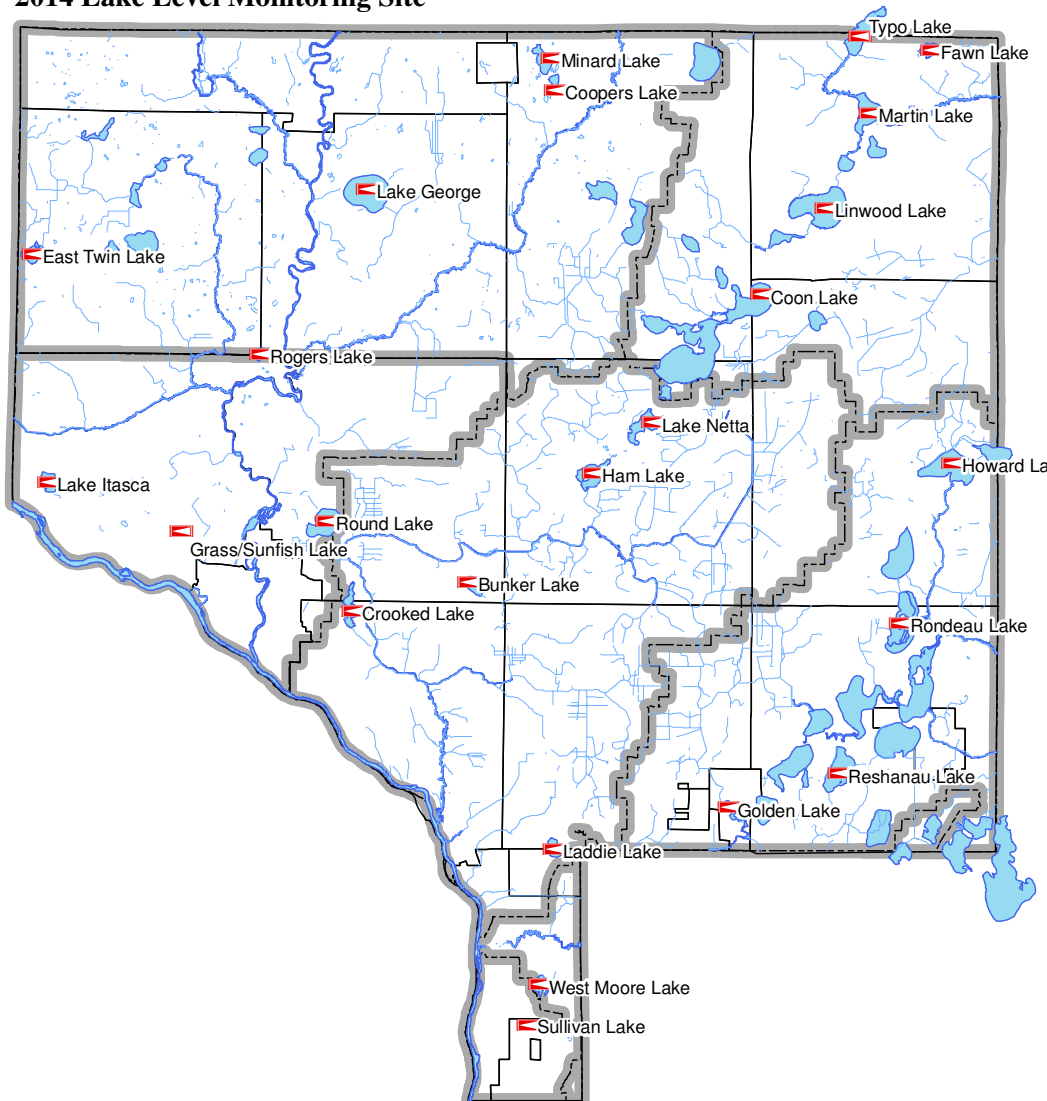 2014 Lake Level Monitoring Site
Typo Lake
Fawn Lake
Minard Lake
Coopers Lake
Martin Lake
Lake George
Linwood Lake
East Twin Lake
Coon Lake
Rogers Lake
Lake Netta
Howard La
Ham Lake
Lake Itasca
Round Lake
Grass/Sunfish Lake
Bunker Lake
Crooked Lake
Rondeau Lake
Reshanau Lake
Golden Lake
Laddie Lake
West Moore Lake
Sullivan Lake